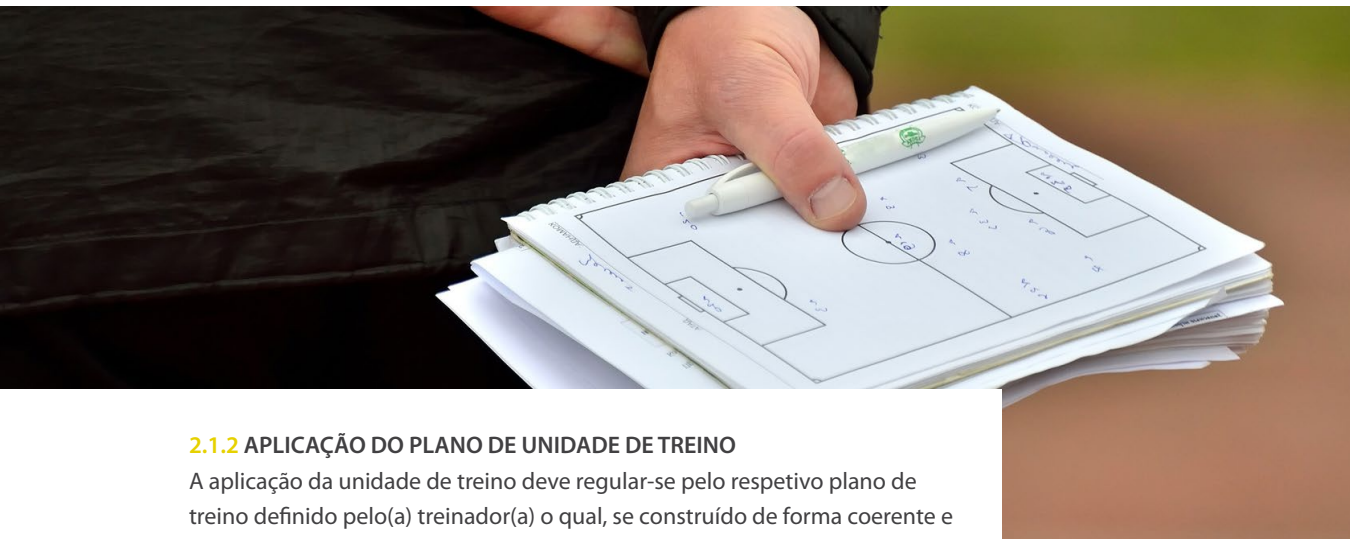 2.1.2 APLICAÇÃO DO PLANO DE UNIDADE DE TREINO
A aplicação da unidade de treino deve regular-se pelo respetivo plano de
treino definido pelo(a) treinador(a) o qual, se construído de forma coerente e